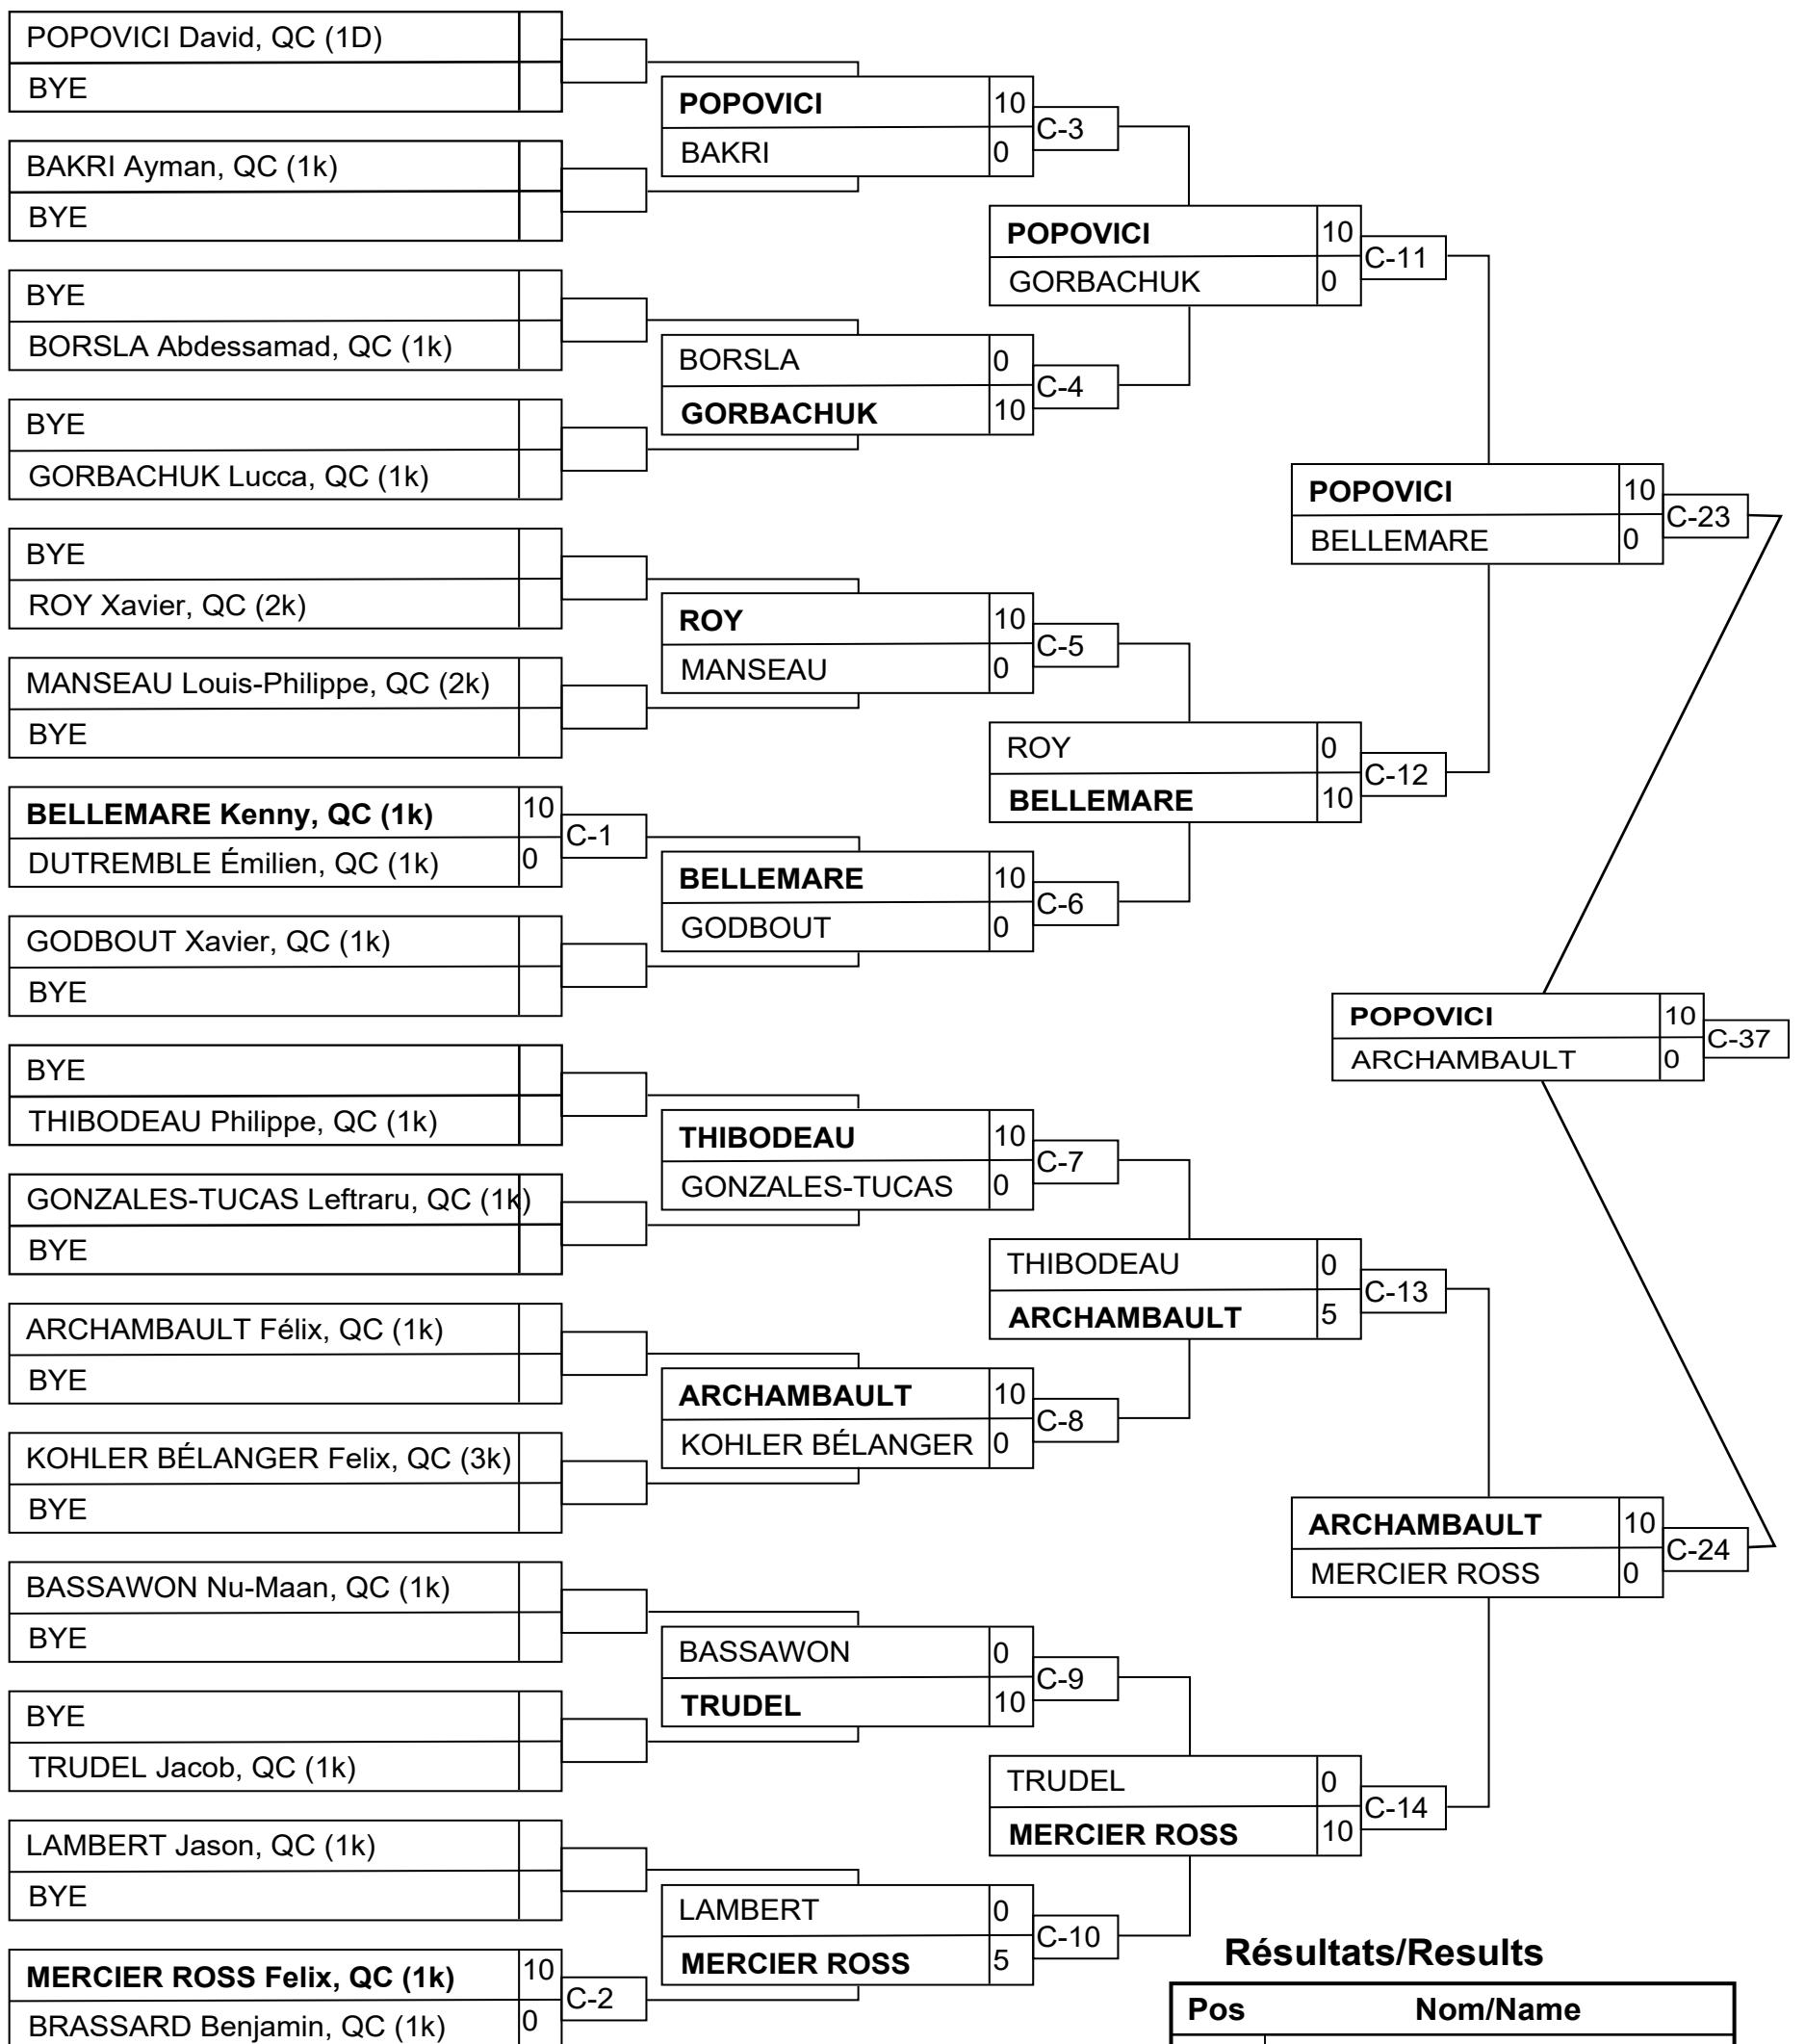 POPOVICI David, QC (1D)
BYE
BAKRI Ayman, QC (1k)
BYE
BYE
BORSLA Abdessamad, QC (1k)
BYE
GORBACHUK Lucca, QC (1k)
BYE
ROY Xavier, QC (2k)
MANSEAU Louis-Philippe, QC (2k)
BYE
BELLEMARE Kenny, QC (1k) 10
C-1
DUTREMBLE Émilien, QC (1k) 0
GODBOUT Xavier, QC (1k)
BYE
BYE
THIBODEAU Philippe, QC (1k)
GONZALES-TUCAS Leftraru, QC (1k)
BYE
ARCHAMBAULT Félix, QC (1k)
BYE
KOHLER BÉLANGER Felix, QC (3k)
BYE
BASSAWON Nu-Maan, QC (1k)
BYE
BYE
TRUDEL Jacob, QC (1k)
LAMBERT Jason, QC (1k)
BYE
MERCIER ROSS Felix, QC (1k) 10
C-2
BRASSARD Benjamin, QC (1k) 0
POPOVICI 10
C-3
BAKRI 0
BORSLA 0
C-4
GORBACHUK 10
ROY 10
C-5
MANSEAU 0
BELLEMARE 10
C-6
GODBOUT 0
THIBODEAU 10
C-7
GONZALES-TUCAS 0
ARCHAMBAULT 10
C-8
KOHLER BÉLANGER 0
BASSAWON 0
C-9
TRUDEL 10
LAMBERT 0
C-10
MERCIER ROSS 5
POPOVICI 10
C-11
GORBACHUK 0
ROY 0
C-12
BELLEMARE 10
THIBODEAU 0
C-13
ARCHAMBAULT 5
TRUDEL 0
C-14
MERCIER ROSS 10
POPOVICI 10
C-23
BELLEMARE 0
ARCHAMBAULT 10
C-24
MERCIER ROSS 0
POPOVICI 10
C-37
ARCHAMBAULT 0
Résultats/Results
Pos Nom/Name